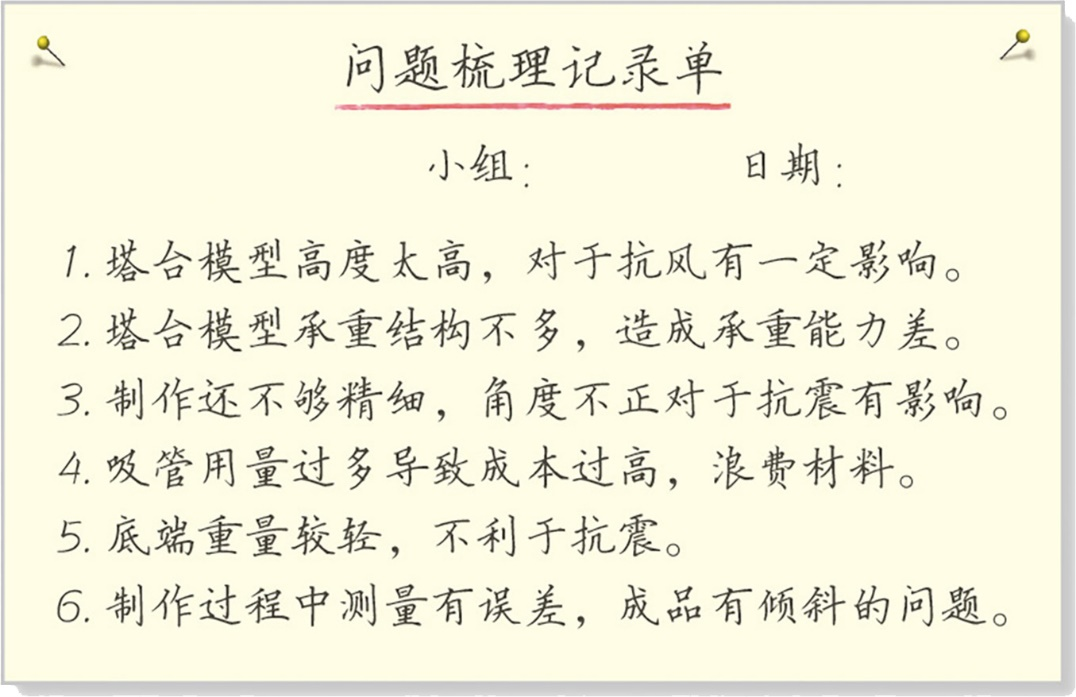 问题梳理记录单
小组: 日期:
1. 塔台模型高度太高，对于抗风有一定影响。
2. 塔台模型承重结构不多，造成承重能力差。
3. 制作还不够精细，角度不正对于抗震有影响。
4. 吸管用量过多导致成本过高，浪费材料。
5. 底端重量较轻，不利于抗震。
6. 制作过程中测量有误差，成品有倾斜的问题。